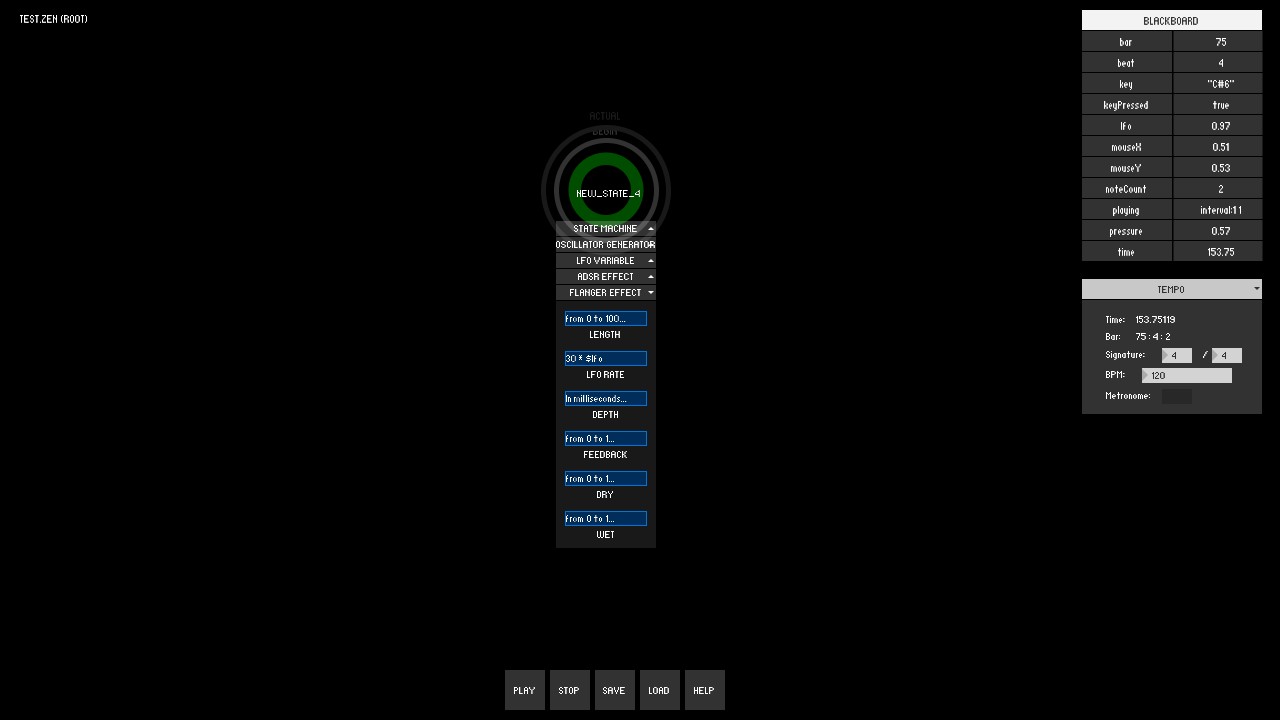 TEST.ZEN (ROOT)
ACTUAL
BEGIN
NEW_STATE_4
STATE MACHINE
OSCILLATOR GENERATOR
LFO VARIABLE
ADSR EFFECT
FLANGER EFFECT
from 0 to 100...
LENGTH
30 * $lfo
LFO RATE
In milliseconds...
DEPTH
from 0 to 1...
FEEDBACK
from 0 to 1...
DRY
from 0 to 1...
WET
PLAY STOP SAVE LOAD HELP
BLACKBOARD
bar 75
beat 4
key "C#6"
keyPressed true
lfo 0.97
mouseX 0.51
mouseY 0.53
noteCount 2
playing interval:11
pressure 0.57
time 153.75
TEMPO
Time: 153.75119
Bar: 75 : 4 : 2
Signature: 4 / 4
BPM: 120
Metronome: